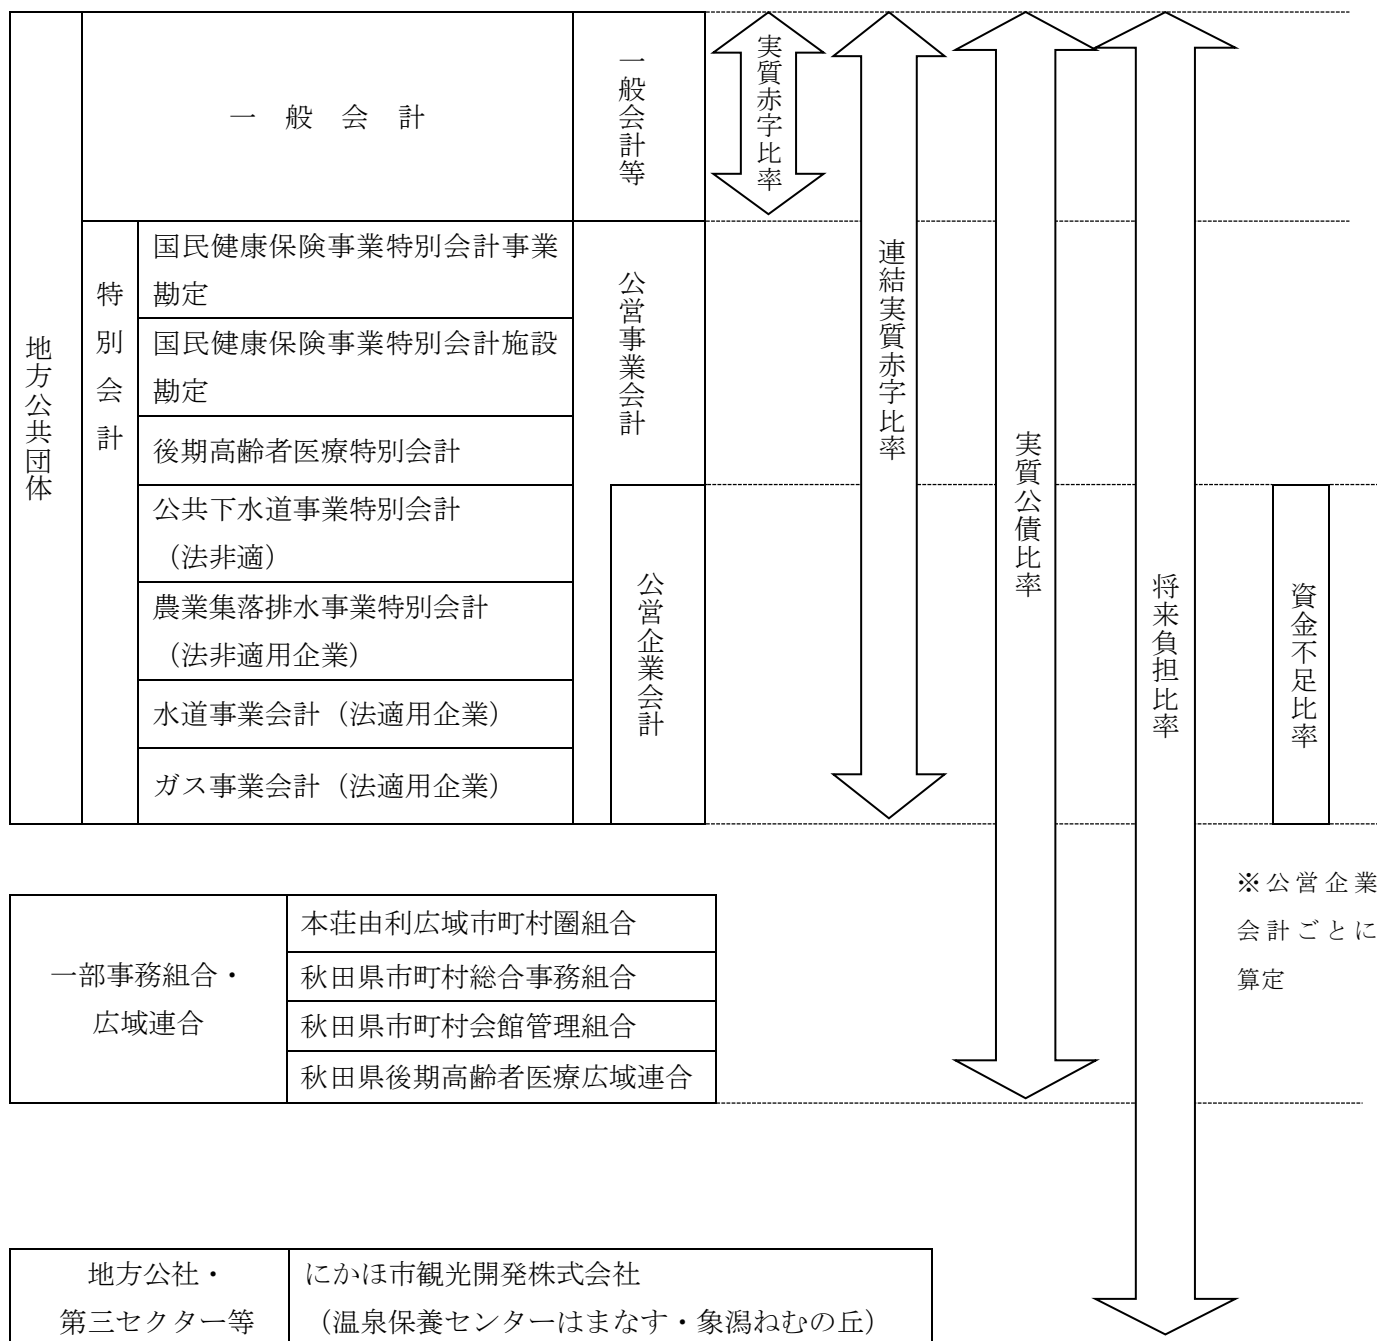 地方公共団体
一 般 会 計
一般会計等
実質赤字比率
特別会計
国民健康保険事業特別会計事業
勘定
国民健康保険事業特別会計施設
勘定
後期高齢者医療特別会計
公共下水道事業特別会計
（法非適）
農業集落排水事業特別会計
（法非適用企業）
水道事業会計（法適用企業）
ガス事業会計（法適用企業）
公営事業会計
公営企業会計
連結実質赤字比率
実質公債比率
将来負担比率
資金不足比率
※公営企業
会計ごとに
算定
一部事務組合・
広域連合
本荘由利広域市町村圏組合
秋田県市町村総合事務組合
秋田県市町村会館管理組合
秋田県後期高齢者医療広域連合
地方公社・
第三セクター等
にかほ市観光開発株式会社
（温泉保養センターはまなす・象潟ねむの丘）